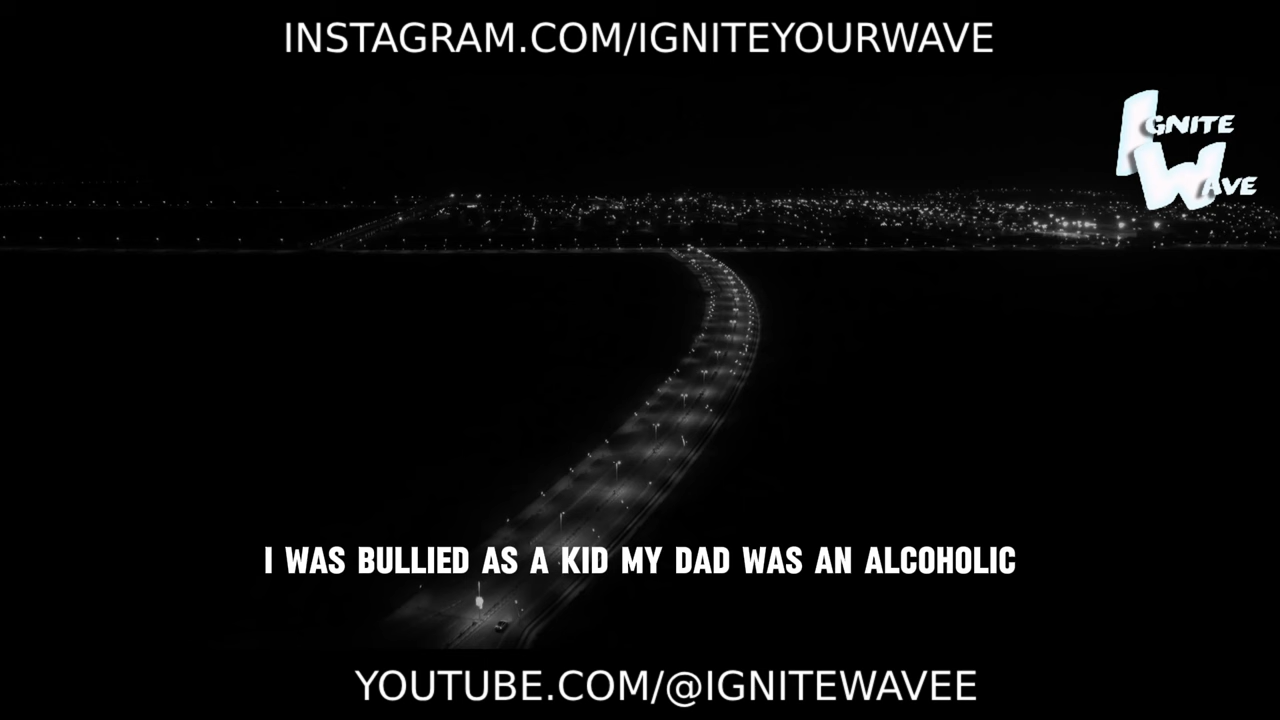 INSTAGRAM.COM/IGNITEYOURWAVE
IGNITE
WAVE
I WAS BULLIED AS A KID MY DAD WAS AN ALCOHOLIC
YOUTUBE.COM/@IGNITEWAVEE